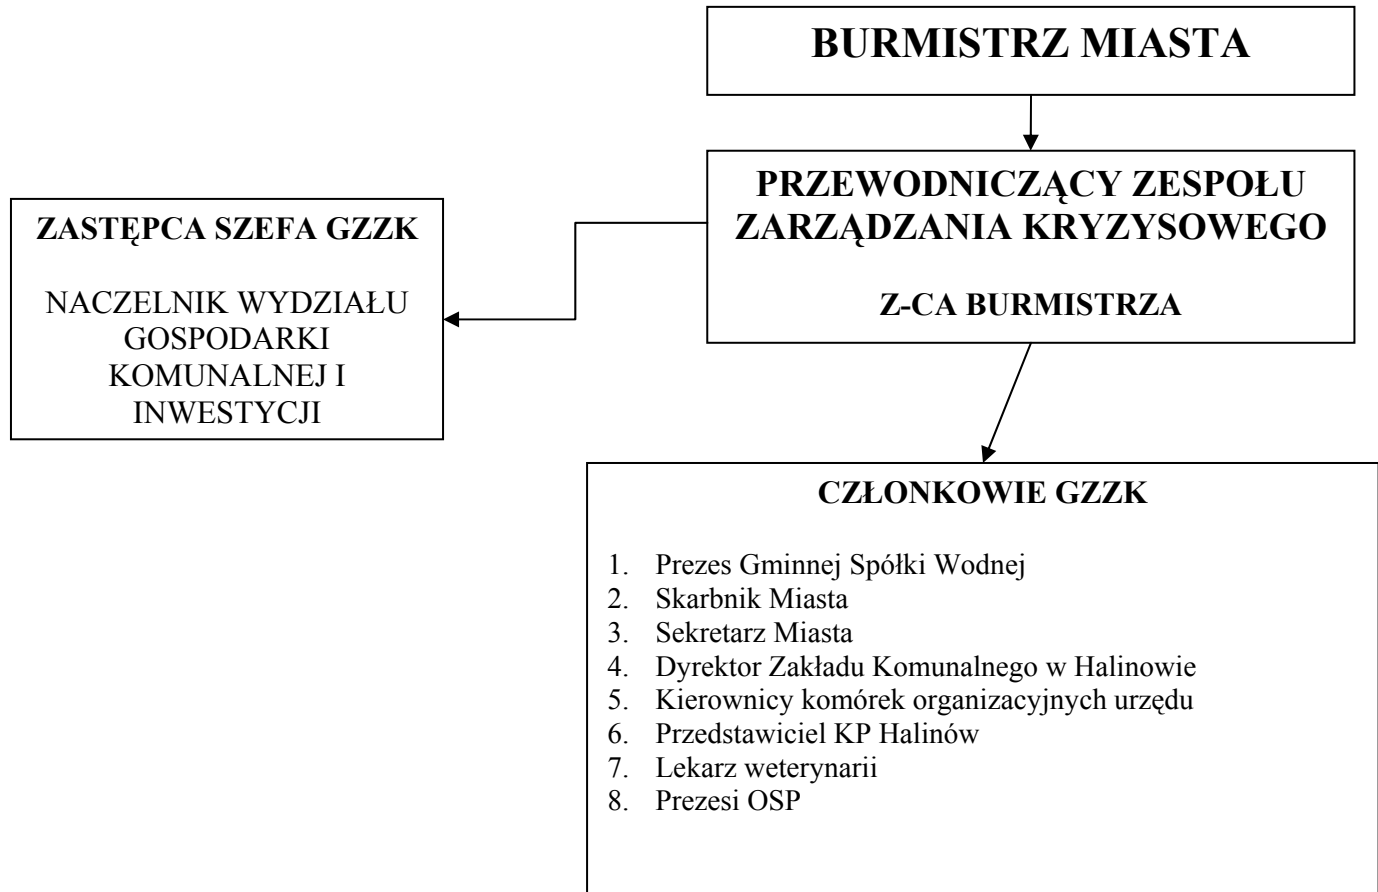 BURMISTRZ MIASTA
PRZEWODNICZĄCY ZESPOŁU
ZARZĄDZANIA KRYZYSOWEGO
Z-CA BURMISTRZA
ZASTĘPCA SZEFA GZZK
NACZELNIK WYDZIAŁU
GOSPODARKI
KOMUNALNEJ I
INWESTYCJI
CZŁONKOWIE GZZK
1. Prezes Gminnej Spółki Wodnej
2. Skarbnik Miasta
3. Sekretarz Miasta
4. Dyrektor Zakładu Komunalnego w Halinowie
5. Kierownicy komórek organizacyjnych urzędu
6. Przedstawiciel KP Halinów
7. Lekarz weterynarii
8. Prezesi OSP